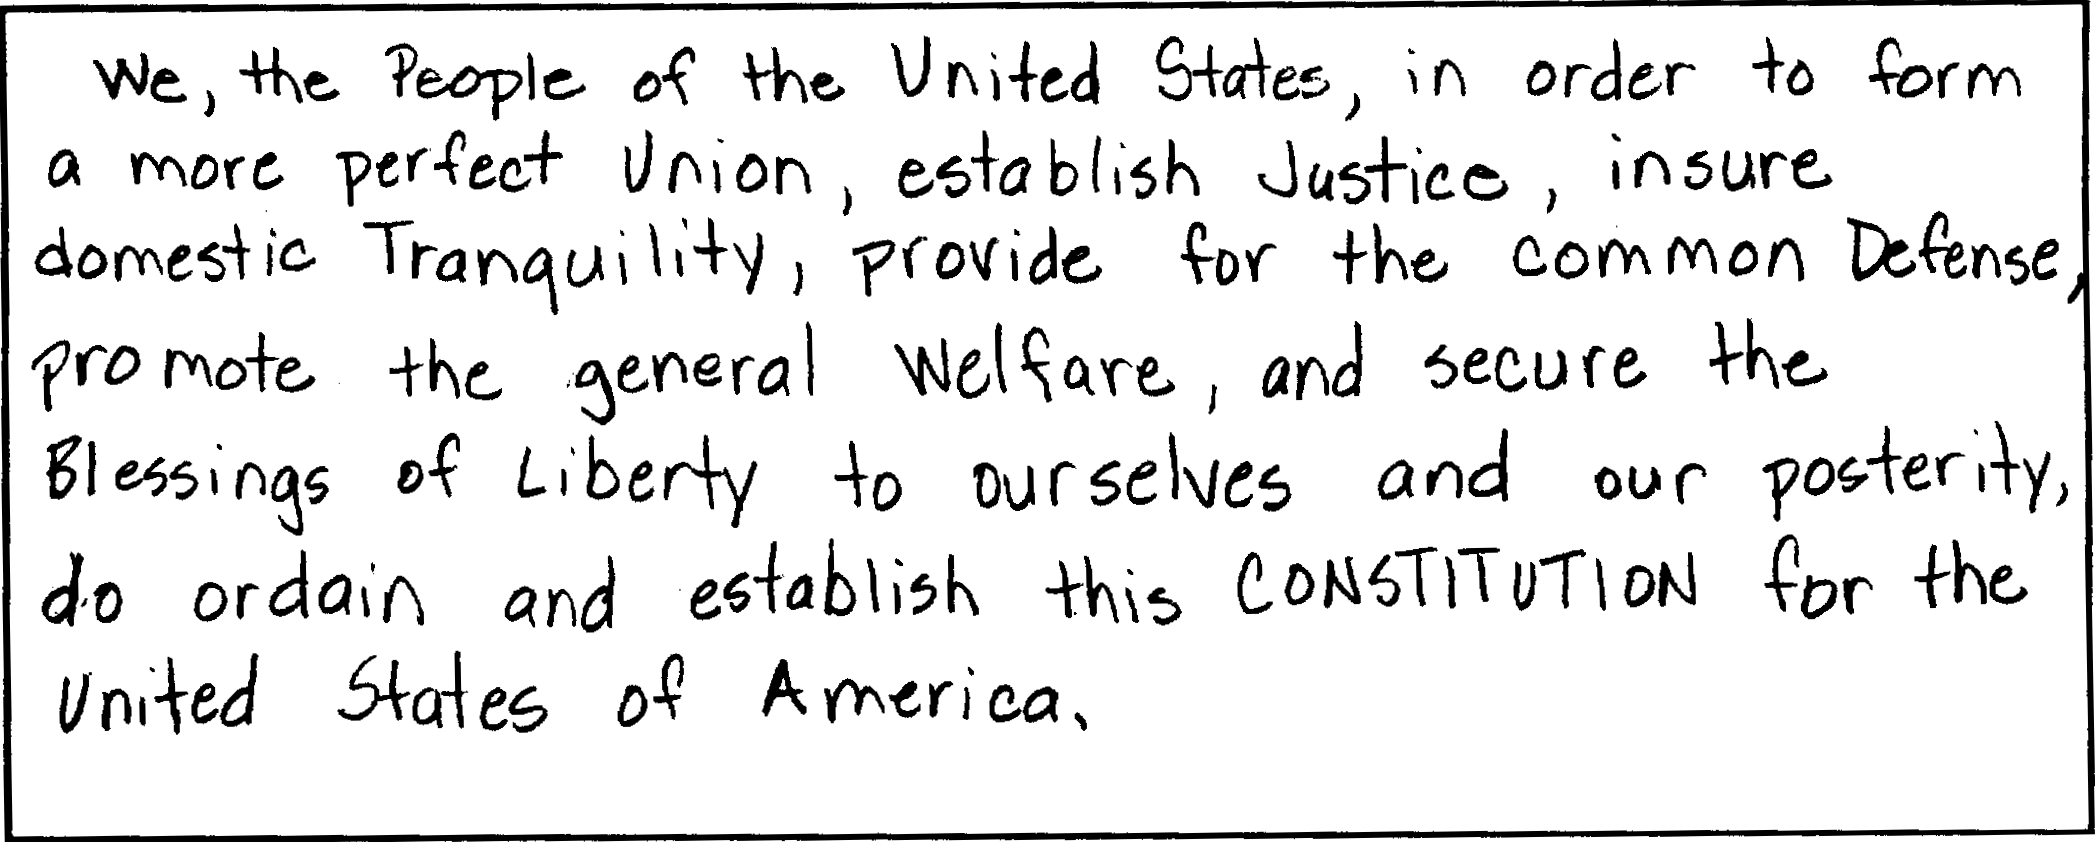 We, the People of the United States, in order to form
a more perfect Union, establish Justice, insure
domestic Tranquility, provide for the common Defense,
promote the general Welfare, and secure the
Blessings of Liberty to ourselves and our posterity,
do ordain and establish this CONSTITUTION for the
United States of America.